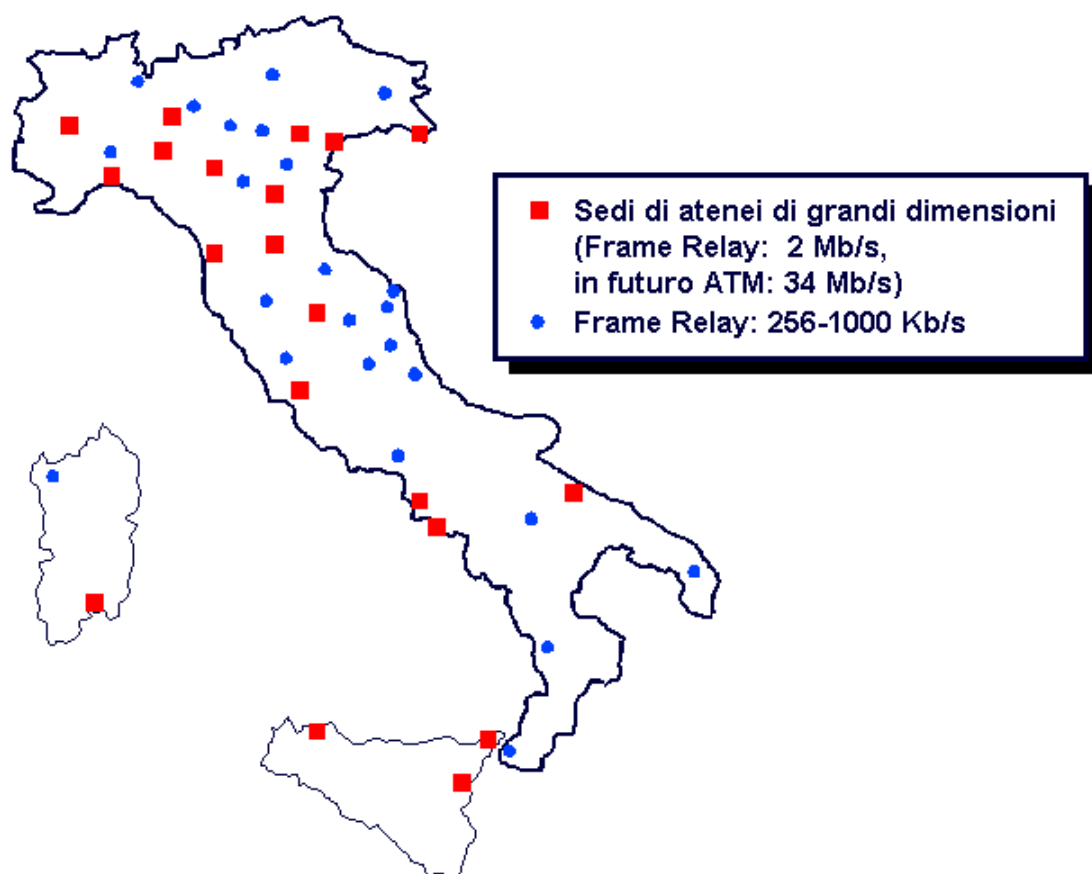 Sedi di atenei di grandi dimensioni
(Frame Relay: 2 Mb/s,
in futuro ATM: 34 Mb/s)
Frame Relay: 256-1000 Kb/s